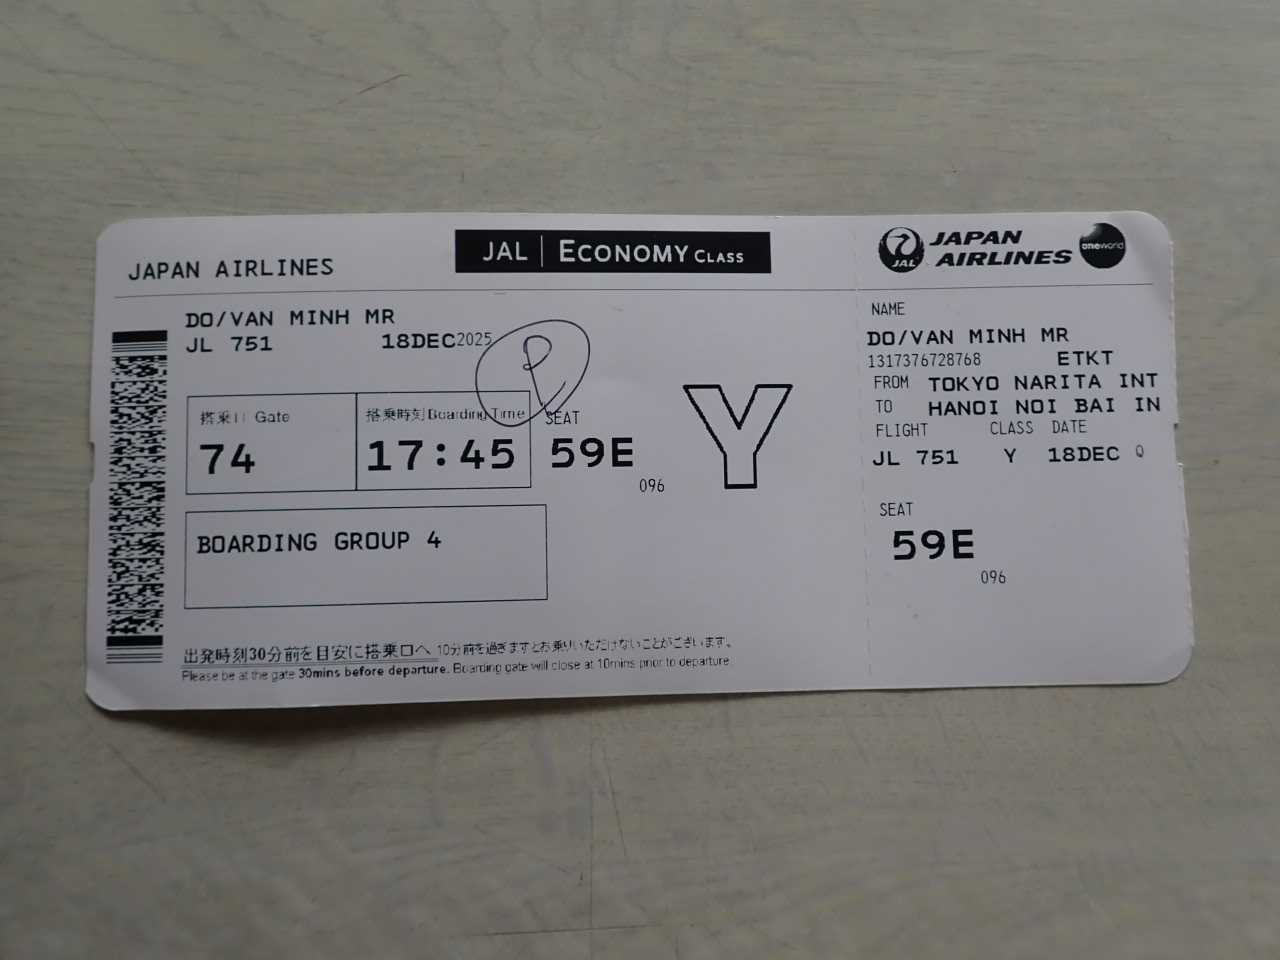 JAPAN AIRLINES
JAL | ECONOMY CLASS
DO/VAN MINH MR
JL 751 18DEC2025
搭乗口 Gate
74
搭乗時刻 Boarding Time
17:45
SEAT
59E
096
Y
BOARDING GROUP 4
出発時刻30分前を目安に搭乗口へ 10分前を過ぎますとお乗りいただけないことがございます。
Please be at the gate 30mins before departure. Boarding gate will close at 10mins prior to departure.
JAL
JAPAN
AIRLINES
oneworld
NAME
DO/VAN MINH MR
1317376728768 ETKT
FROM TOKYO NARITA INT
TO HANOI NOI BAI IN
FLIGHT CLASS DATE
JL 751 Y 18DEC Q
SEAT
59E
096